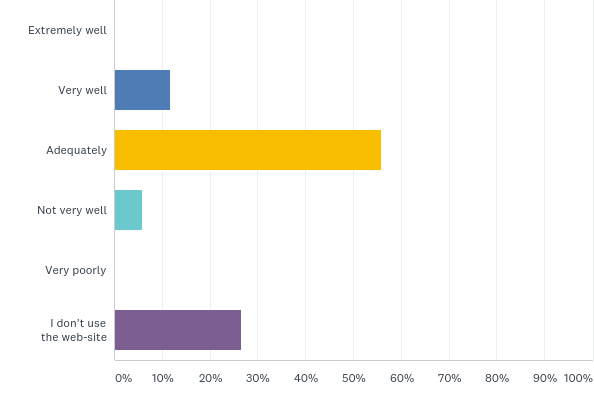 Extremely well
Very well
Adequately
Not very well
Very poorly
I don't use
the web-site
0% 10% 20% 30% 40% 50% 60% 70% 80% 90% 100%